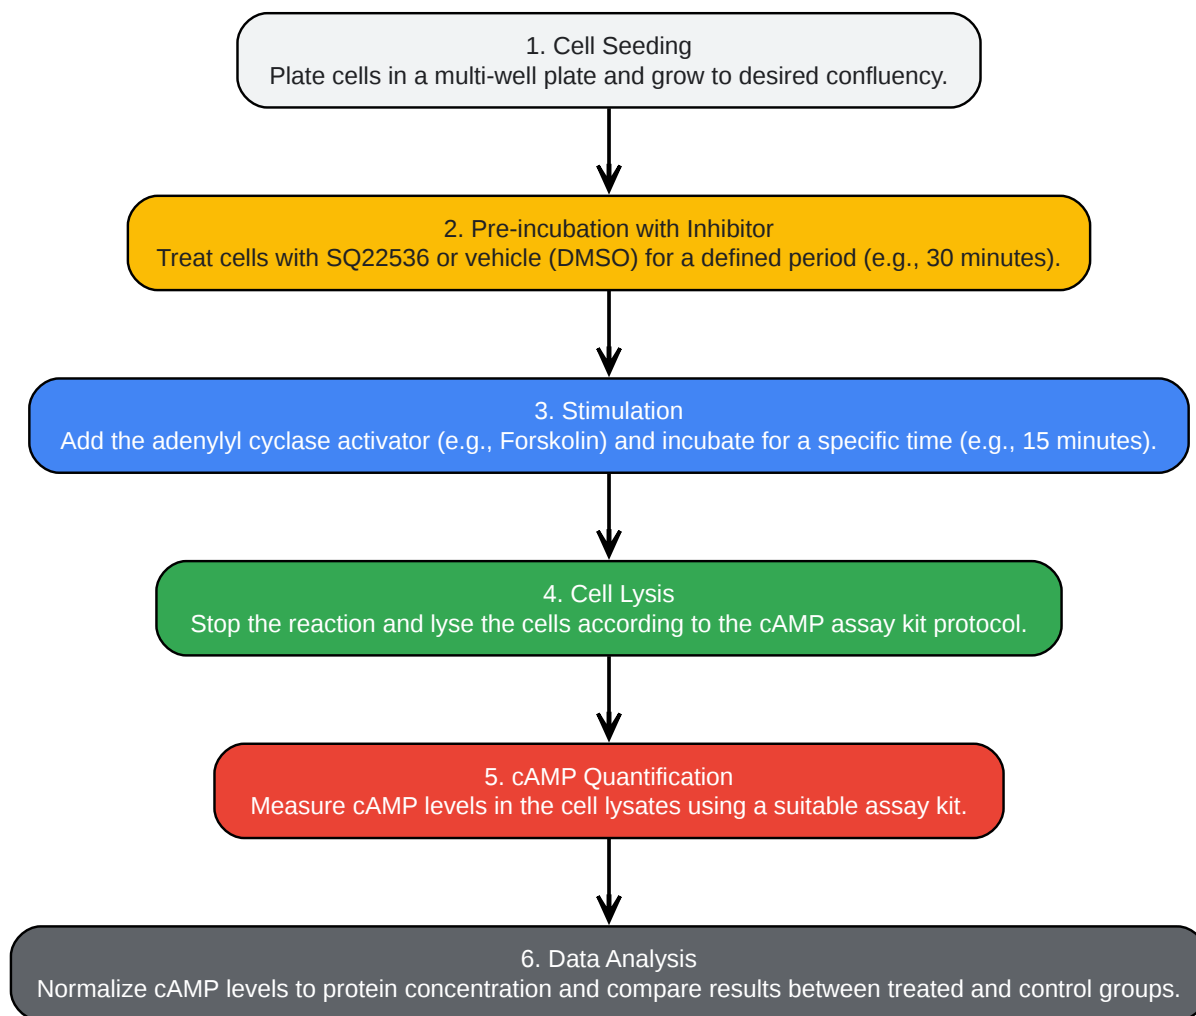 1. Cell Seeding
Plate cells in a multi-well plate and grow to desired confluency.
2. Pre-incubation with Inhibitor
Treat cells with SQ22536 or vehicle (DMSO) for a defined period (e.g., 30 minutes).
3. Stimulation
Add the adenylyl cyclase activator (e.g., Forskolin) and incubate for a specific time (e.g., 15 minutes).
4. Cell Lysis
Stop the reaction and lyse the cells according to the cAMP assay kit protocol.
5. cAMP Quantification
Measure cAMP levels in the cell lysates using a suitable assay kit.
6. Data Analysis
Normalize cAMP levels to protein concentration and compare results between treated and control groups.